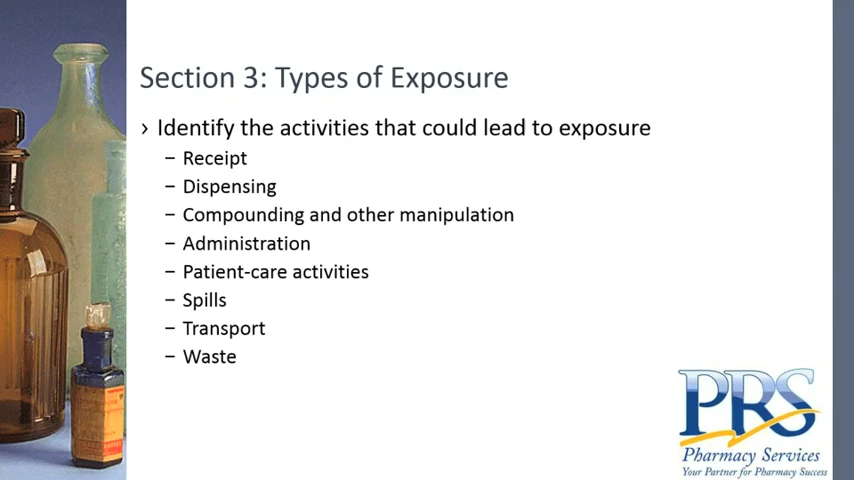 Section 3: Types of Exposure
› Identify the activities that could lead to exposure
– Receipt
– Dispensing
– Compounding and other manipulation
– Administration
– Patient-care activities
– Spills
– Transport
– Waste
PRS
Pharmacy Services
Your Partner for Pharmacy Success